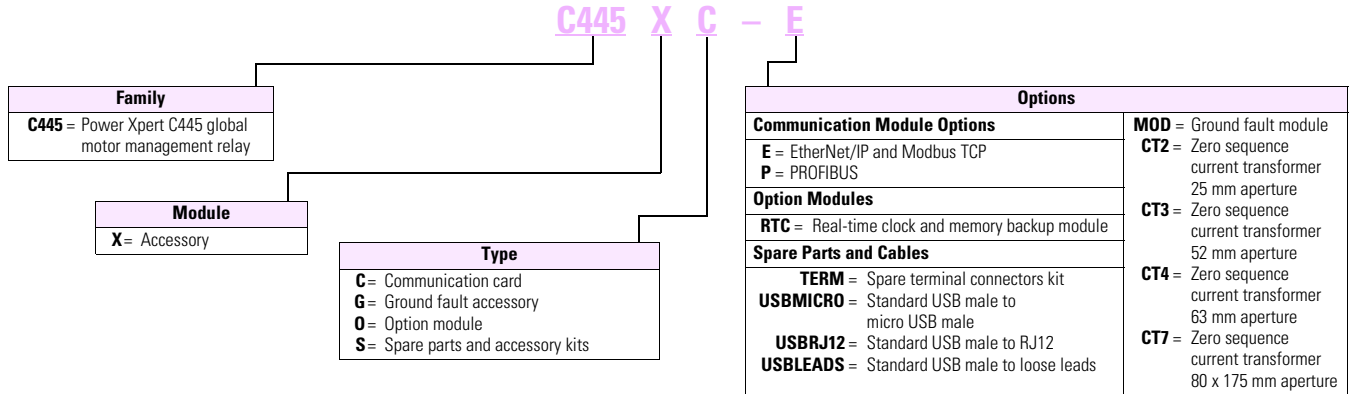 C445 X C – E
Family
C445 = Power Xpert C445 global
motor management relay
Module
X = Accessory
Type
C = Communication card
G = Ground fault accessory
O = Option module
S = Spare parts and accessory kits
Options
Communication Module Options
E = EtherNet/IP and Modbus TCP
P = PROFIBUS
Option Modules
RTC = Real-time clock and memory backup module
Spare Parts and Cables
TERM = Spare terminal connectors kit
USBMICRO = Standard USB male to
micro USB male
USBRJ12 = Standard USB male to RJ12
USBLEADS = Standard USB male to loose leads
MOD = Ground fault module
CT2 = Zero sequence
current transformer
25 mm aperture
CT3 = Zero sequence
current transformer
52 mm aperture
CT4 = Zero sequence
current transformer
63 mm aperture
CT7 = Zero sequence
current transformer
80 x 175 mm aperture